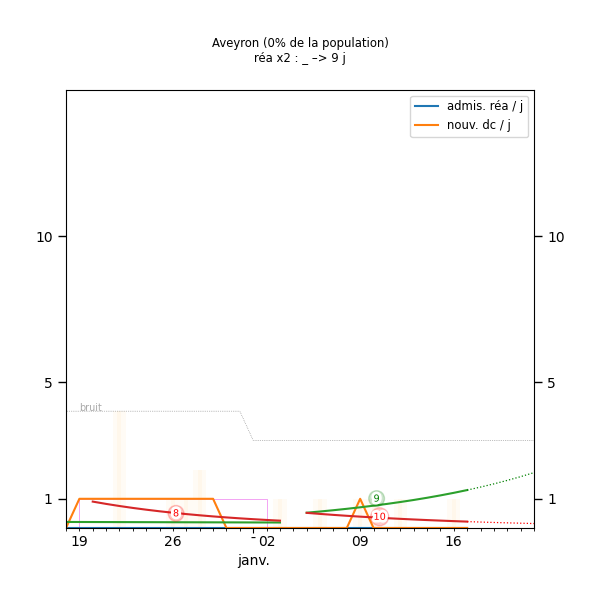 Aveyron (0% de la population)
réa x2 : _ –> 9 j
admis. réa / j
nouv. dc / j
10
10
5
5
bruit
1
1
8
9
10
19
26
- 02
09
16
janv.